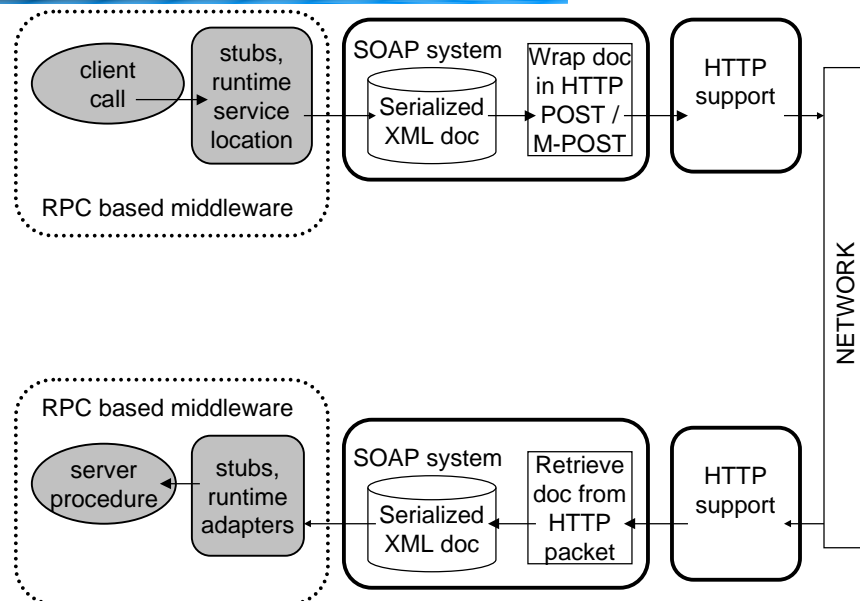 client
call
stubs,
runtime
service
location
RPC based middleware
SOAP system
Serialized
XML doc
Wrap doc
in HTTP
POST /
M-POST
HTTP
support
NETWORK
RPC based middleware
server
procedure
stubs,
runtime
adapters
SOAP system
Serialized
XML doc
Retrieve
doc from
HTTP
packet
HTTP
support